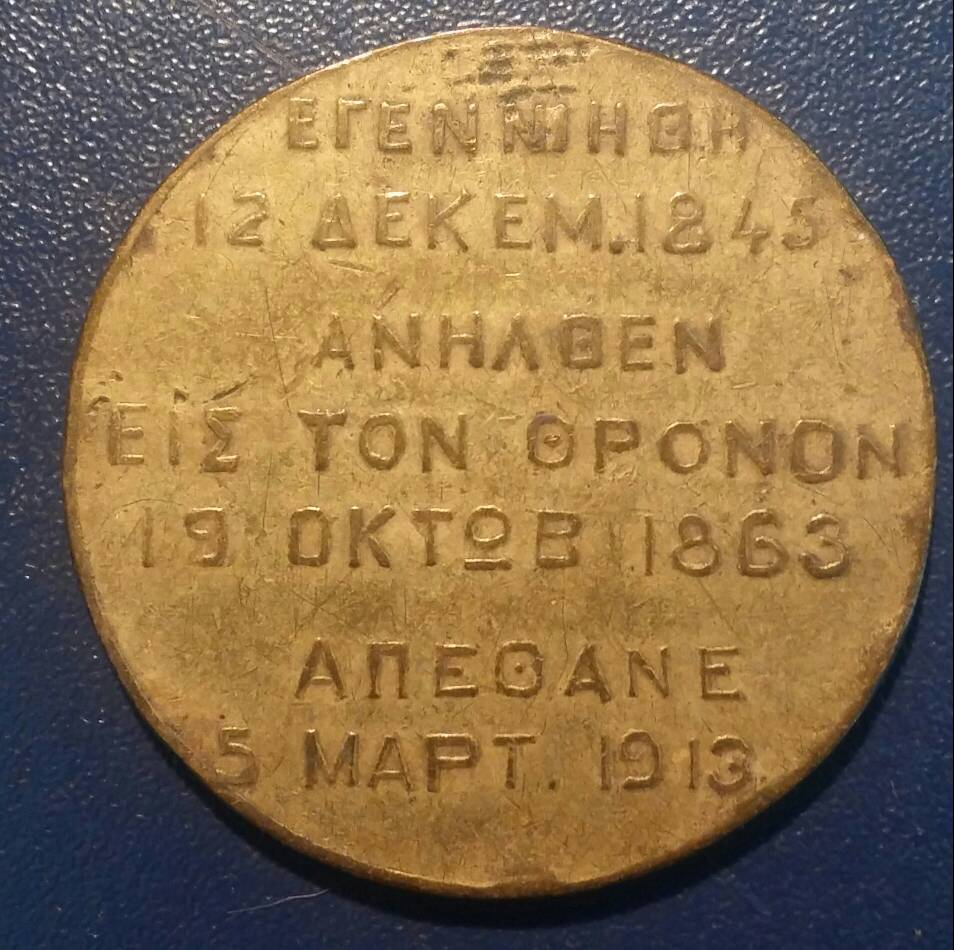 ΕΓΕΝΝΗΘΗ
12 ΔΕΚΕΜ.1845
ΑΝΗΛΘΕΝ
ΕΙΣ ΤΟΝ ΘΡΟΝΟΝ
19 ΟΚΤΩΒ 1863
ΑΠΕΘΑΝΕ
5 ΜΑΡΤ. 1913